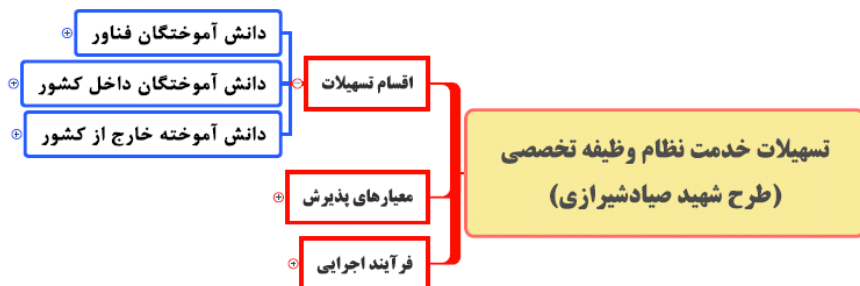 تسهیلات خدمت نظام وظیفه تخصصی
(طرح شهید صیادشیرازی)
اقسام تسهیلات
دانش آموختگان فناور
دانش آموختگان داخل کشور
دانش آموخته خارج از کشور
معیارهای پذیرش
فرآیند اجرایی